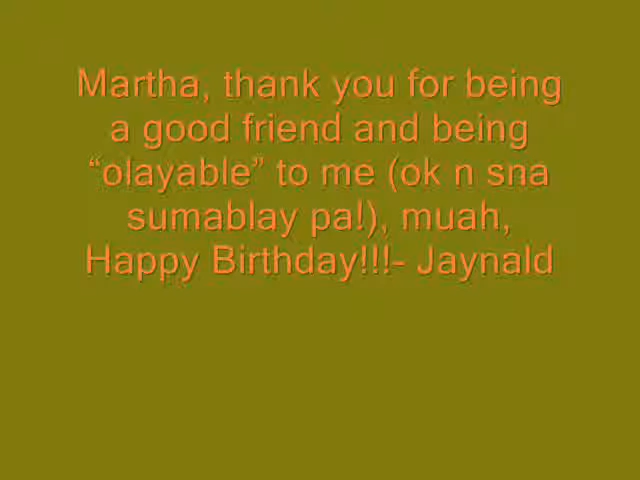 Martha, thank you for being
a good friend and being
“olayable” to me (ok n sna
sumablay pa!), muah,
Happy Birthday!!!- Jaynald